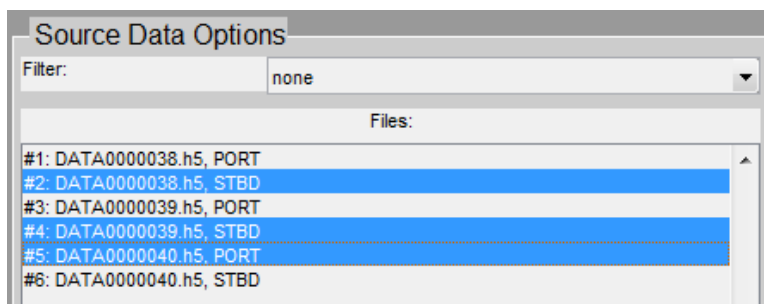 Source Data Options
Filter:
none
Files:
#1: DATA0000038.h5, PORT
#2: DATA0000038.h5, STBD
#3: DATA0000039.h5, PORT
#4: DATA0000039.h5, STBD
#5: DATA0000040.h5, PORT
#6: DATA0000040.h5, STBD